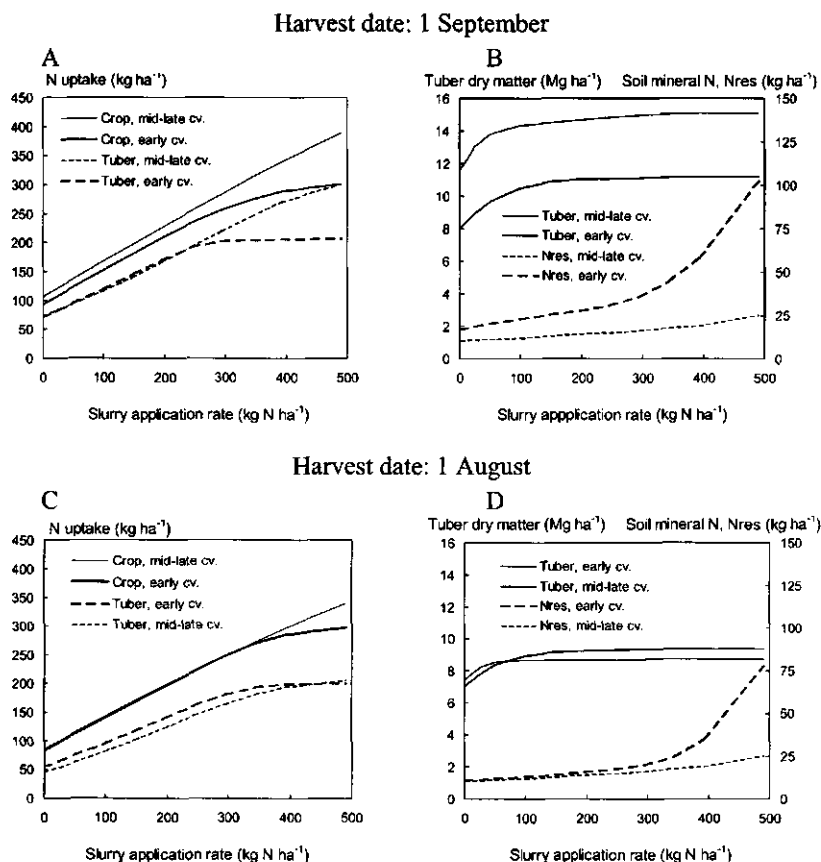 Harvest date: 1 September
A
N uptake (kg ha⁻¹)
450
400
350
300
250
200
150
100
50
0
Crop, mid-late cv.
Crop, early cv.
Tuber, mid-late cv.
Tuber, early cv.
0 100 200 300 400 500
Slurry application rate (kg N ha⁻¹)
B
Tuber dry matter (Mg ha⁻¹) Soil mineral N, Nres (kg ha⁻¹)
16
14
12
10
8
6
4
2
0
Tuber, mid-late cv.
Tuber, early cv.
Nres, mid-late cv.
Nres, early cv.
150
125
100
75
50
25
0
0 100 200 300 400 500
Slurry appplication rate (kg N ha⁻¹)
Harvest date: 1 August
C
N uptake (kg ha⁻¹)
450
400
350
300
250
200
150
100
50
0
Crop, mid-late cv.
Crop, early cv.
Tuber, early cv.
Tuber, mid-late cv.
0 100 200 300 400 500
Slurry application rate (kg N ha⁻¹)
D
Tuber dry matter (Mg ha⁻¹) Soil mineral N, Nres (kg ha⁻¹)
16
14
12
10
8
6
4
2
0
Tuber, early cv.
Tuber, mid-late cv.
Nres, early cv.
Nres, mid-late cv.
150
125
100
75
50
25
0
0 100 200 300 400 500
Slurry application rate (kg N ha⁻¹)